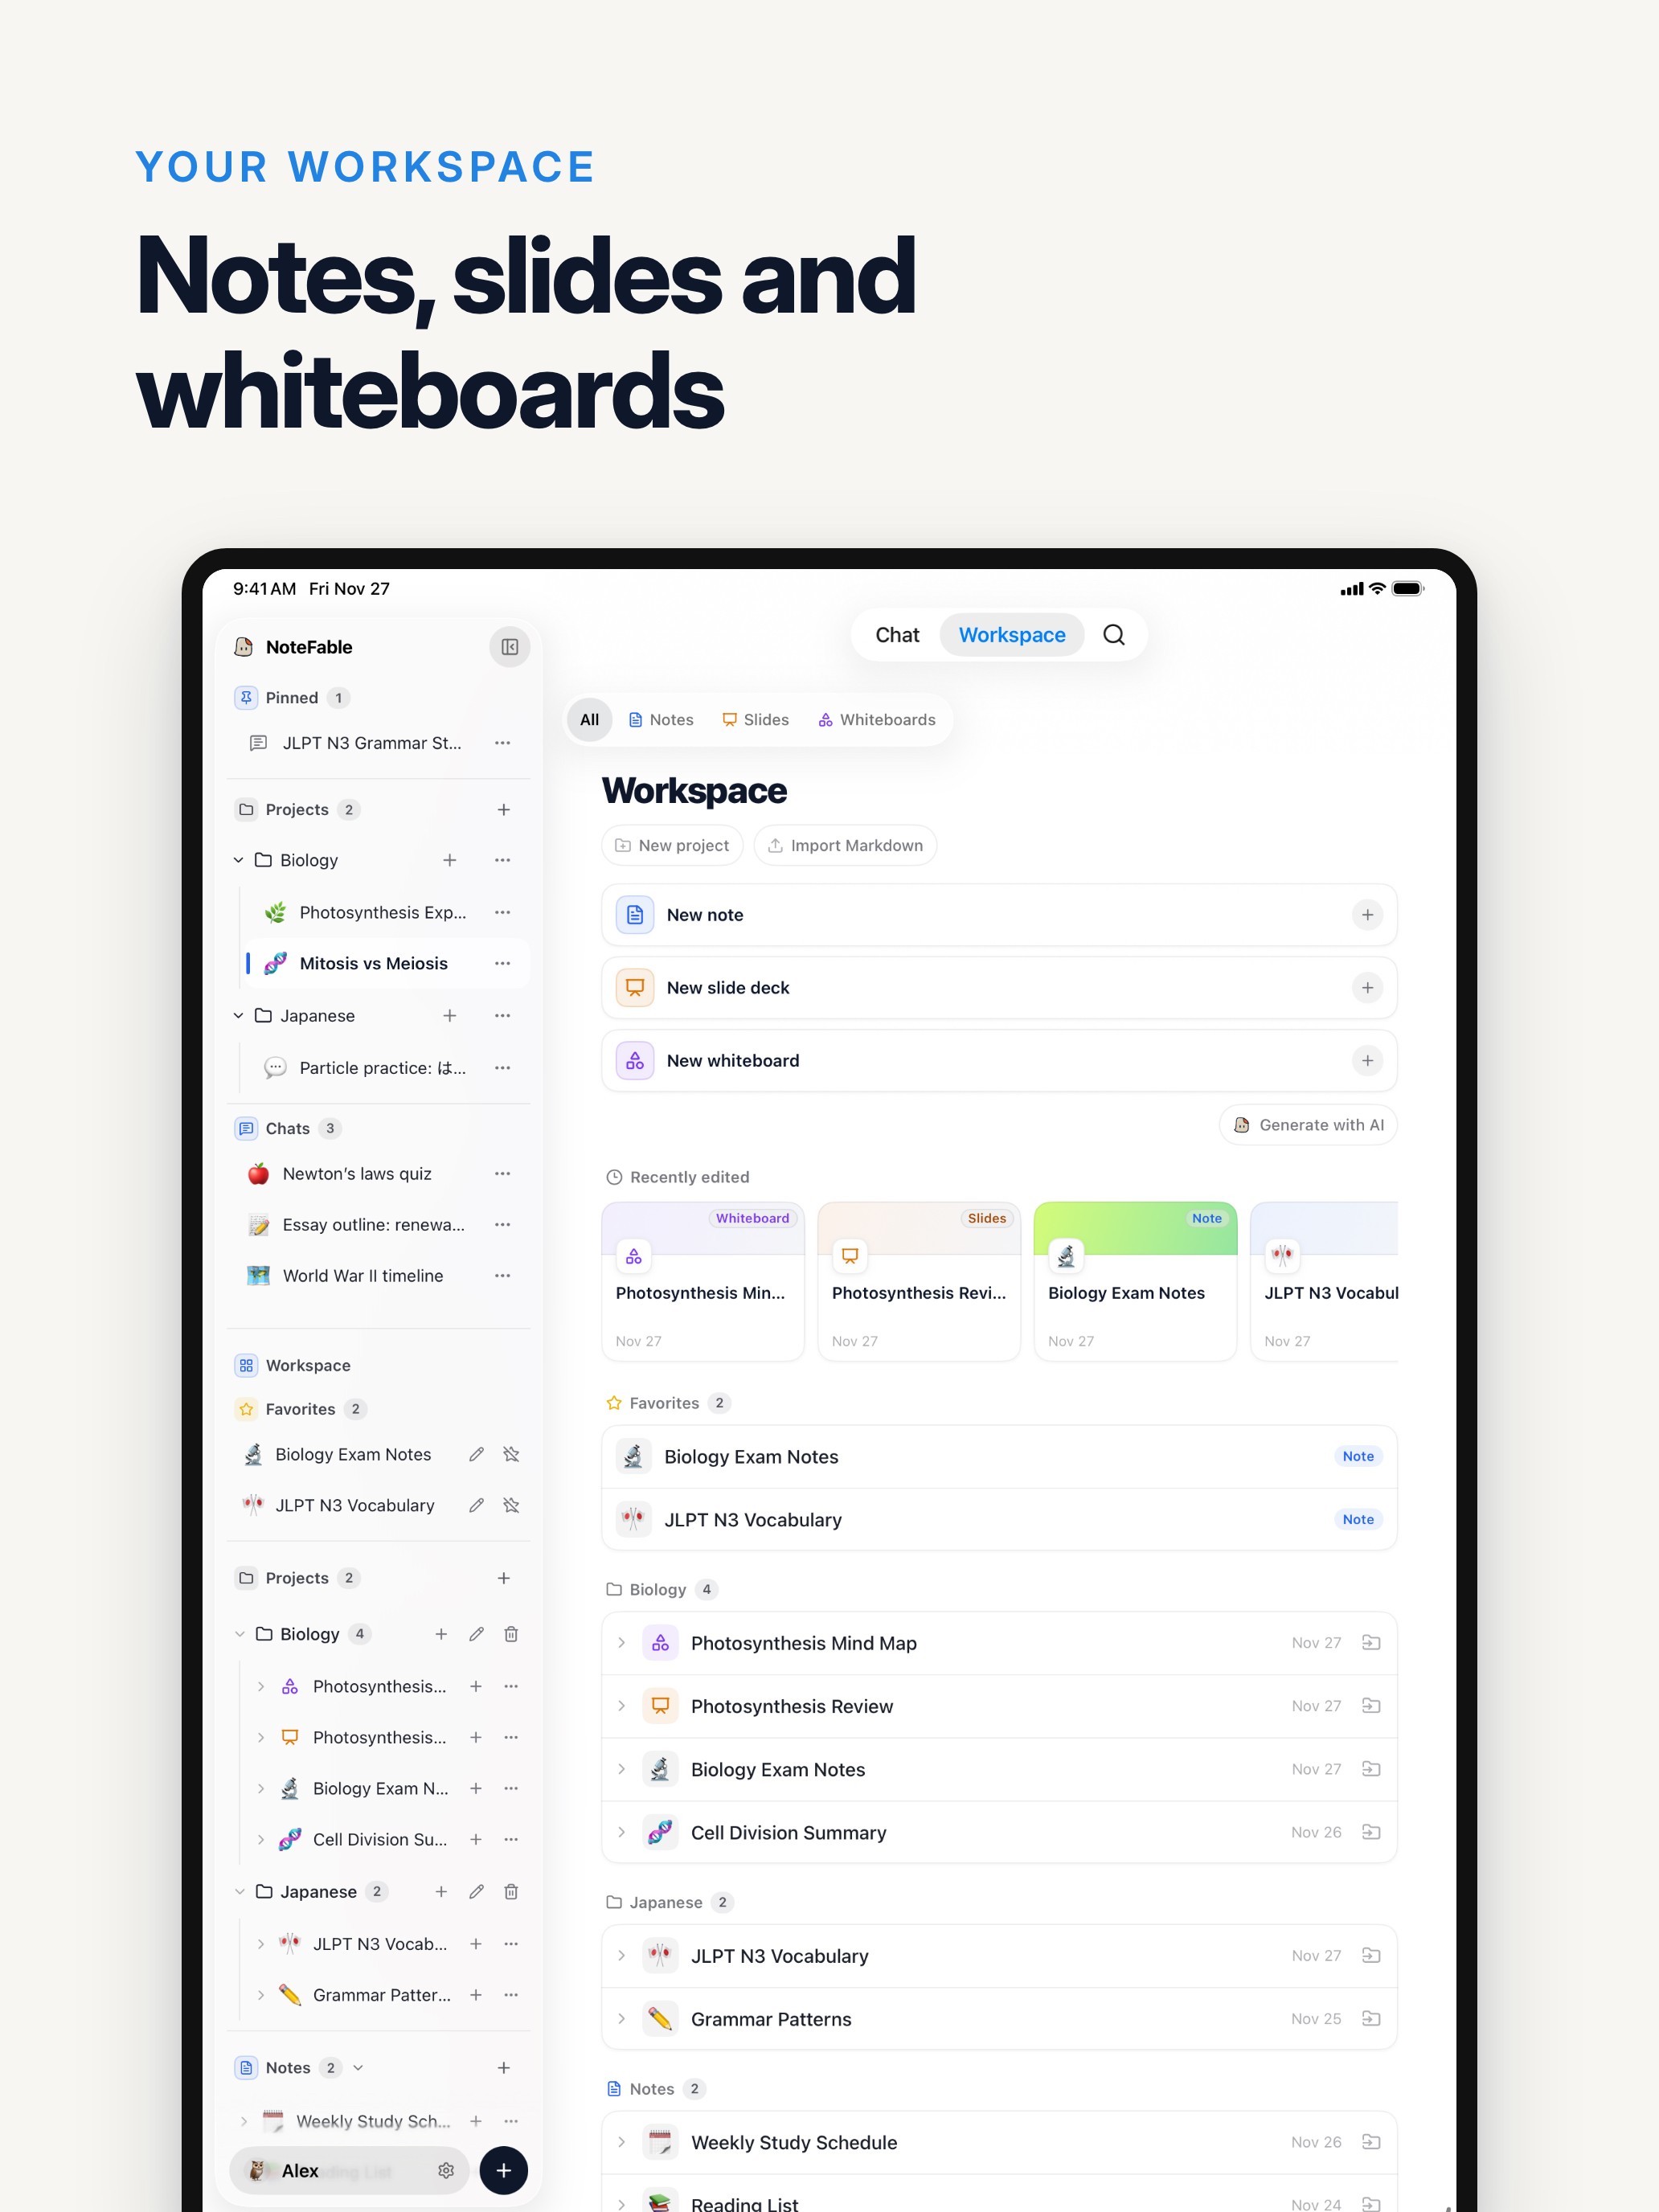 YOUR WORKSPACE
Notes, slides and
whiteboards
9:41 AM Fri Nov 27
NoteFable
Pinned 1
JLPT N3 Grammar St...
Projects 2
Biology
Photosynthesis Exp...
Mitosis vs Meiosis
Japanese
Particle practice: は...
Chats 3
Newton's laws quiz
Essay outline: renewa...
World War II timeline
Workspace
Favorites 2
Biology Exam Notes
JLPT N3 Vocabulary
Projects 2
Biology 4
Photosynthesis...
Photosynthesis...
Biology Exam N...
Cell Division Su...
Japanese 2
JLPT N3 Vocab...
Grammar Patter...
Notes 2
Weekly Study Sch...
Alex
Chat Workspace
All Notes Slides Whiteboards
Workspace
New project Import Markdown
New note
New slide deck
New whiteboard
Generate with AI
Recently edited
Whiteboard
Photosynthesis Min...
Nov 27
Slides
Photosynthesis Revi...
Nov 27
Note
Biology Exam Notes
Nov 27
JLPT N3 Vocabul
Nov 27
Favorites 2
Biology Exam Notes Note
JLPT N3 Vocabulary Note
Biology 4
Photosynthesis Mind Map Nov 27
Photosynthesis Review Nov 27
Biology Exam Notes Nov 27
Cell Division Summary Nov 26
Japanese 2
JLPT N3 Vocabulary Nov 27
Grammar Patterns Nov 25
Notes 2
Weekly Study Schedule Nov 26
Reading List Nov 24